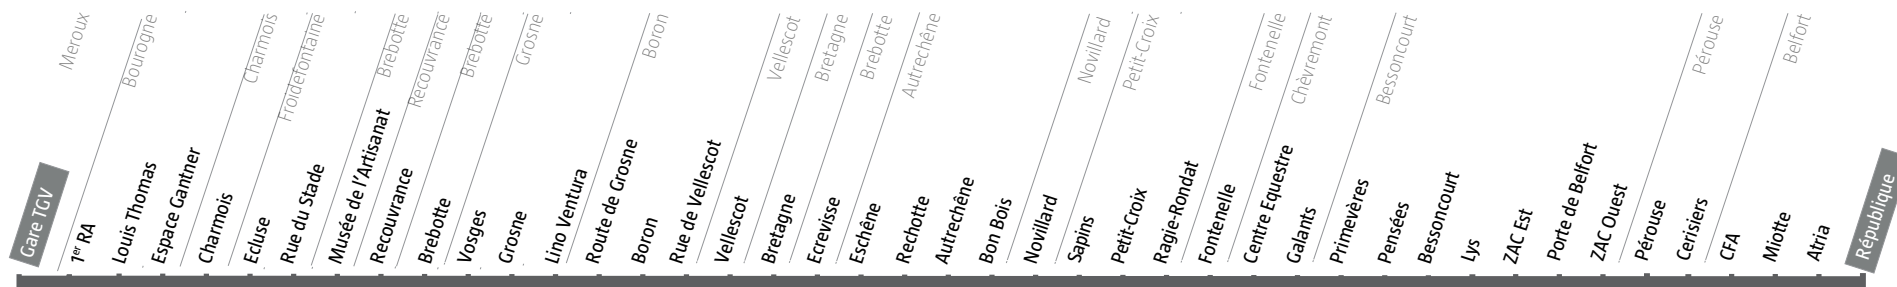 Meroux
Bourogne
Charmois
Froidefontaine
Brebotte
Recouvrance
Brebotte
Grosne
Boron
Vellescot
Bretagne
Brebotte
Autrechêne
Novillard
Petit-Croix
Fontenelle
Chèvremont
Bessoncourt
Pérouse
Belfort
Gare TGV
1er RA
Louis Thomas
Espace Gantner
Charmois
Ecluse
Rue du Stade
Musée de l'Artisanat
Recouvrance
Brebotte
Vosges
Grosne
Lino Ventura
Route de Grosne
Boron
Rue de Vellescot
Vellescot
Bretagne
Ecrevisse
Eschêne
Rechotte
Autrechêne
Bon Bois
Novillard
Sapins
Petit-Croix
Ragie-Rondat
Fontenelle
Centre Equestre
Galants
Primevères
Pensées
Bessoncourt
Lys
ZAC Est
Porte de Belfort
ZAC Ouest
Pérouse
Cerisiers
CFA
Miotte
Atria
République